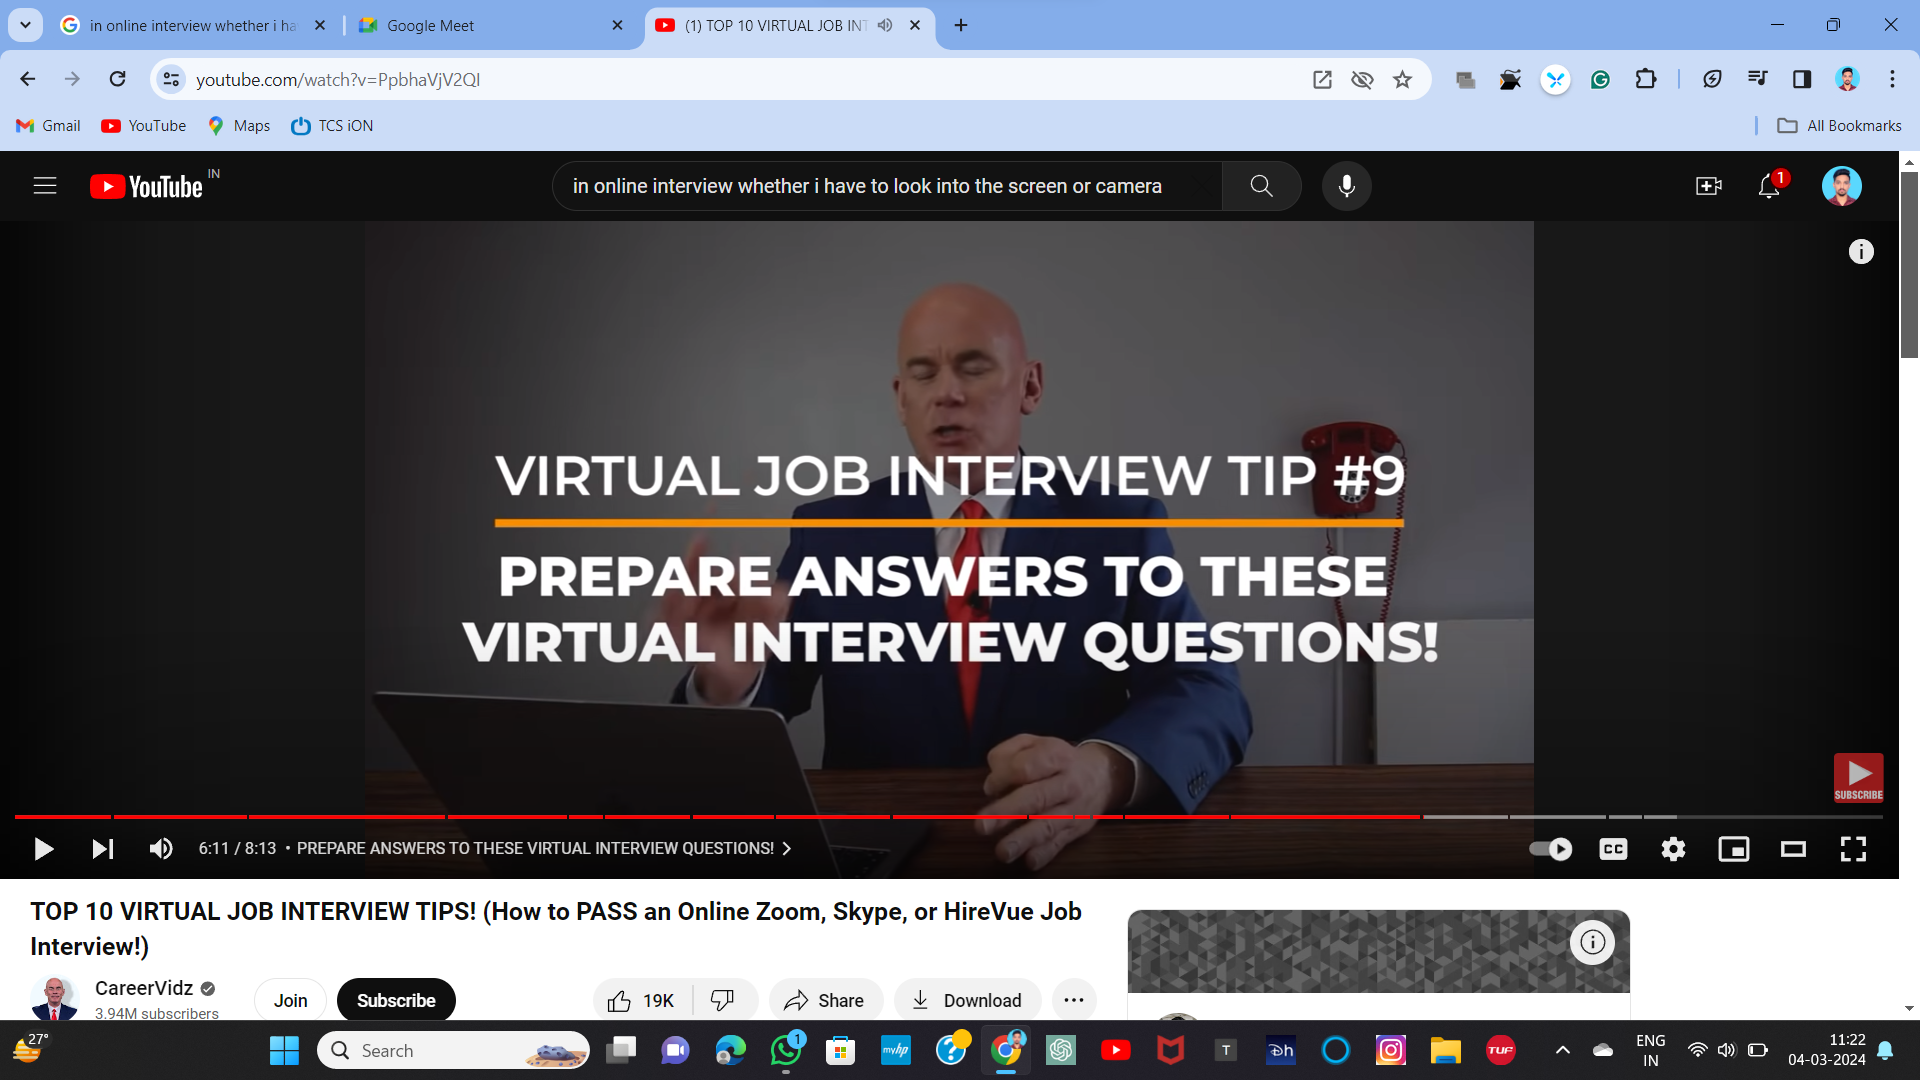 in online interview whether i ha
Google Meet
(1) TOP 10 VIRTUAL JOB INT
youtube.com/watch?v=PpbhaVjV2QI
Gmail
YouTube
Maps
TCS iON
All Bookmarks
YouTube IN
in online interview whether i have to look into the screen or camera
1
VIRTUAL JOB INTERVIEW TIP #9
PREPARE ANSWERS TO THESE
VIRTUAL INTERVIEW QUESTIONS!
SUBSCRIBE
6:11 / 8:13 • PREPARE ANSWERS TO THESE VIRTUAL INTERVIEW QUESTIONS!
CC
TOP 10 VIRTUAL JOB INTERVIEW TIPS! (How to PASS an Online Zoom, Skype, or HireVue Job
Interview!)
CareerVidz
3.94M subscribers
Join
Subscribe
19K
Share
Download
27°
Search
1
myhp
T
Dh
TUF
ENG
IN
11:22
04-03-2024